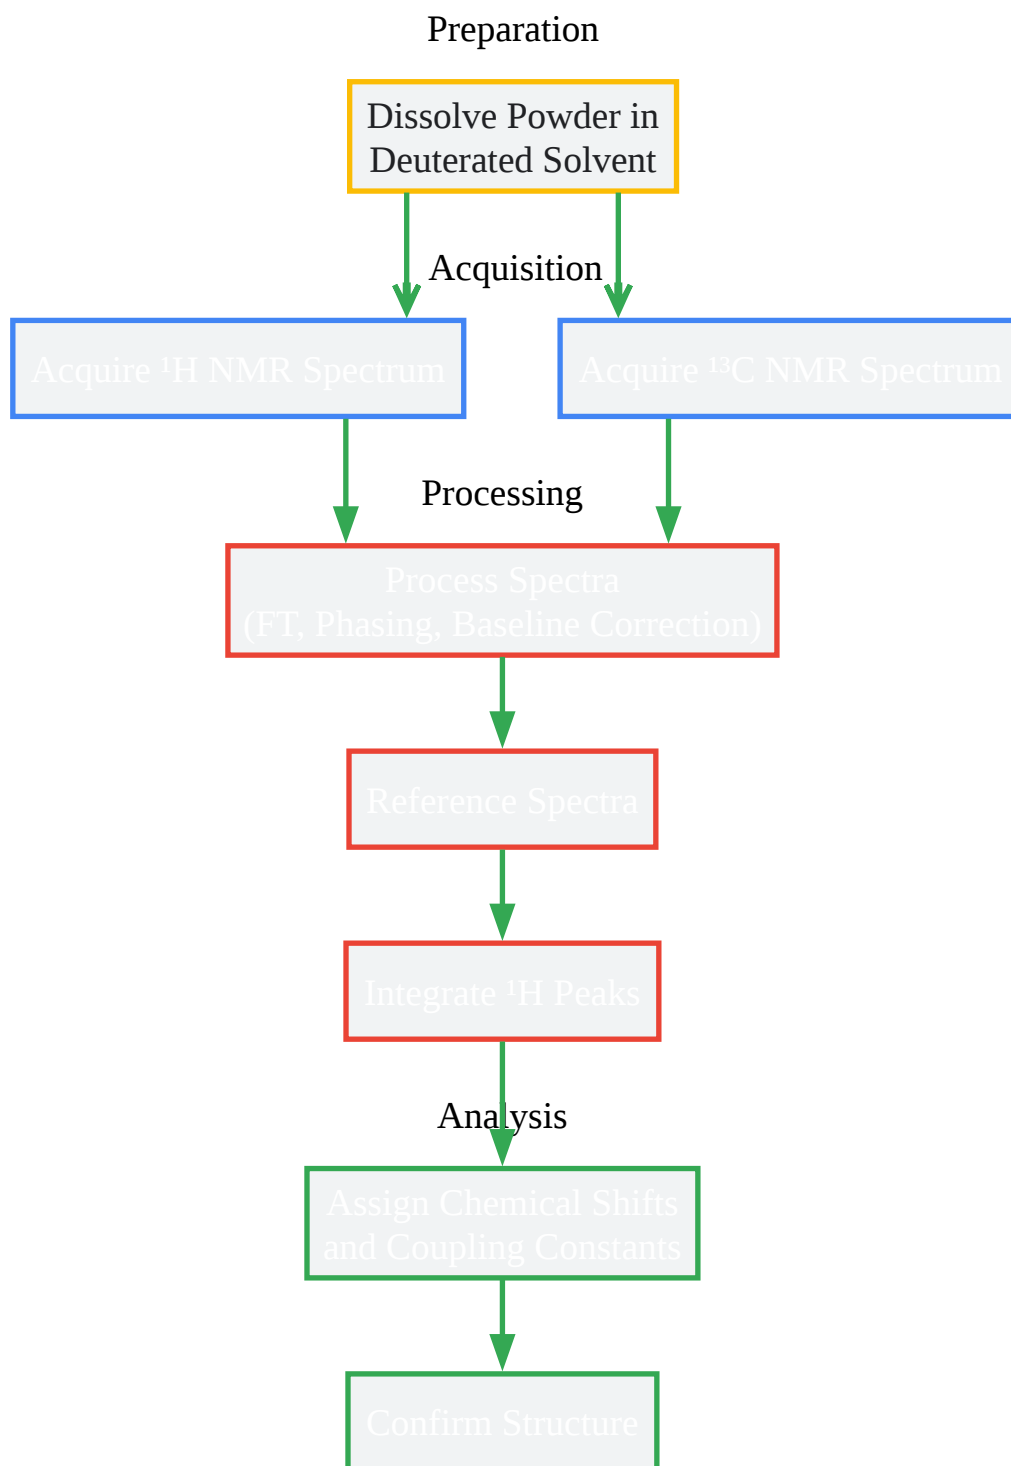 Preparation
Dissolve Powder in
Deuterated Solvent
Acquisition
Acquire ¹H NMR Spectrum
Acquire ¹³C NMR Spectrum
Processing
Process Spectra
(FT, Phasing, Baseline Correction)
Reference Spectra
Integrate ¹H Peaks
Analysis
Assign Chemical Shifts
and Coupling Constants
Confirm Structure